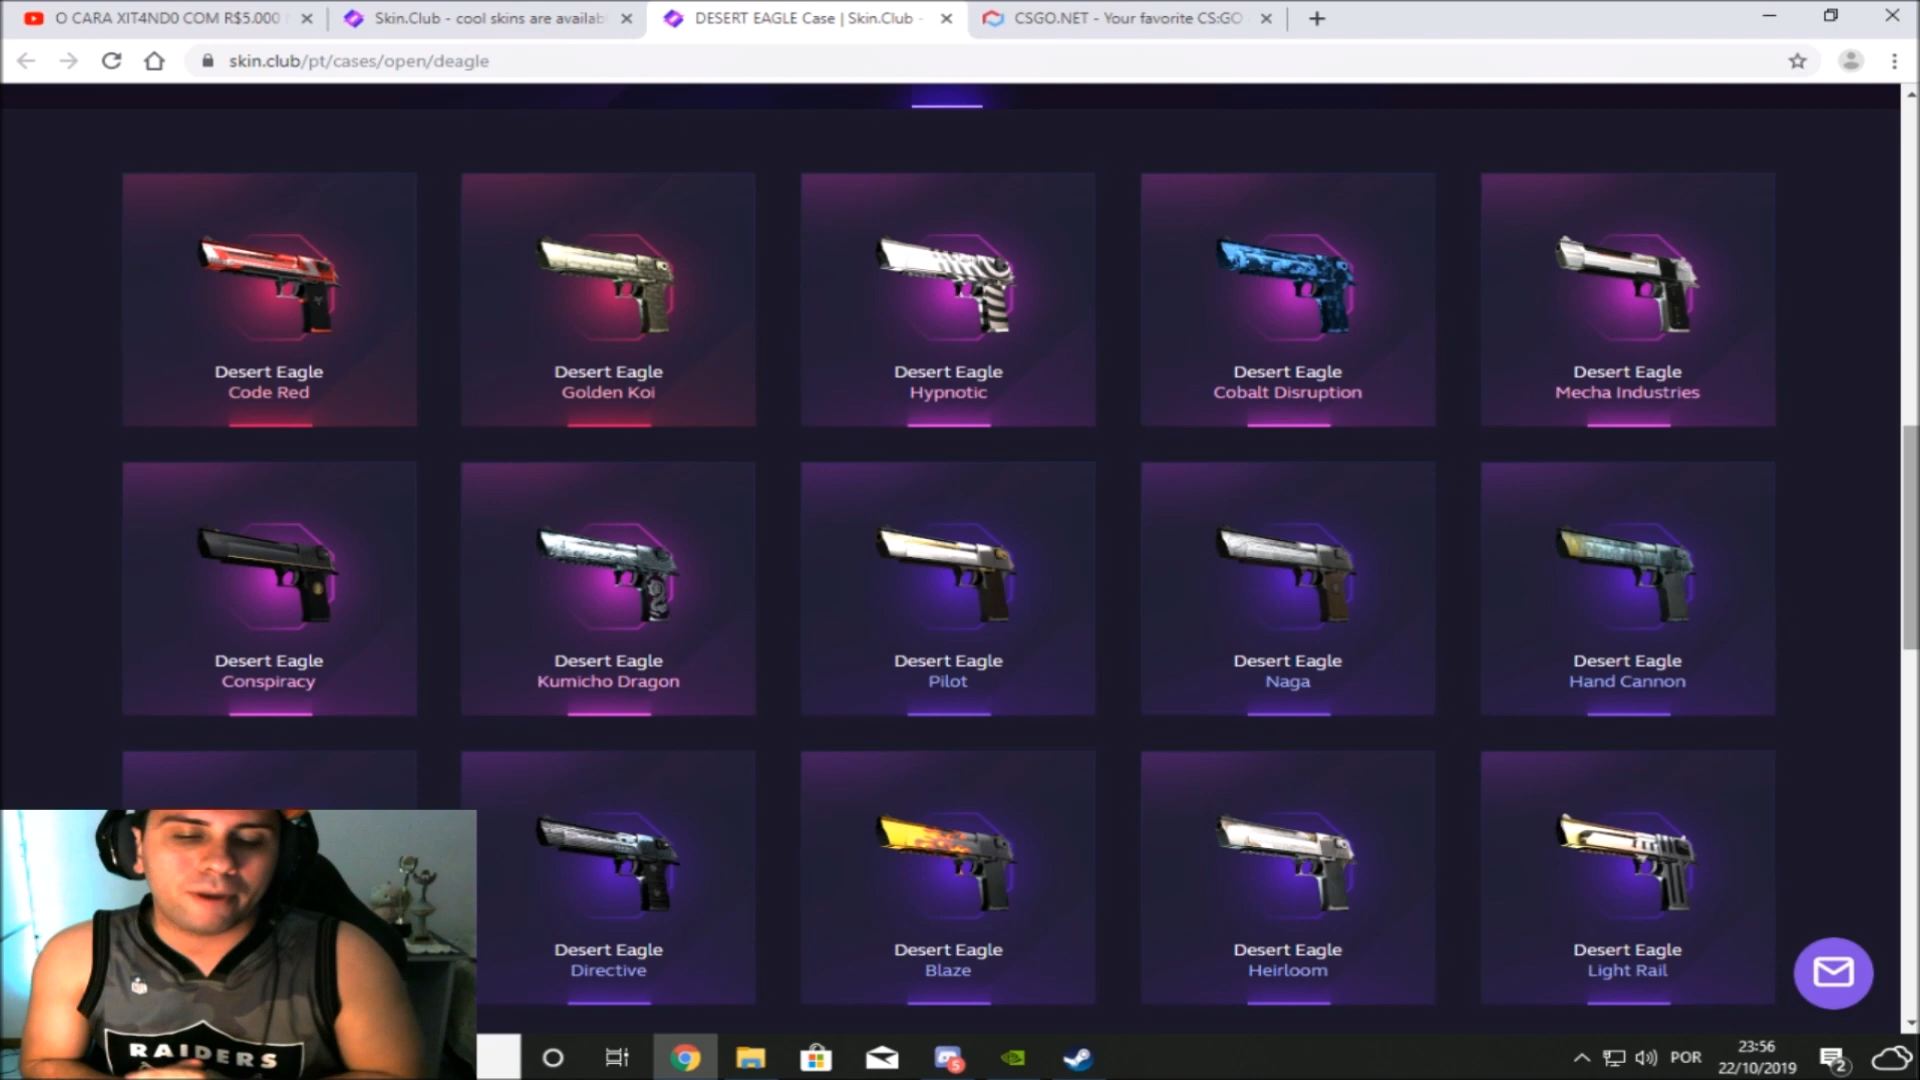 O CARA XIT4ND0 COM R$5.000
Skin.Club - cool skins are availab
DESERT EAGLE Case | Skin.Club -
CSGO.NET - Your favorite CS:GO
skin.club/pt/cases/open/deagle
Desert Eagle
Code Red
Desert Eagle
Golden Koi
Desert Eagle
Hypnotic
Desert Eagle
Cobalt Disruption
Desert Eagle
Mecha Industries
Desert Eagle
Conspiracy
Desert Eagle
Kumicho Dragon
Desert Eagle
Pilot
Desert Eagle
Naga
Desert Eagle
Hand Cannon
Desert Eagle
Directive
Desert Eagle
Blaze
Desert Eagle
Heirloom
Desert Eagle
Light Rail
RAIDERS
5
POR
23:56
22/10/2019
2